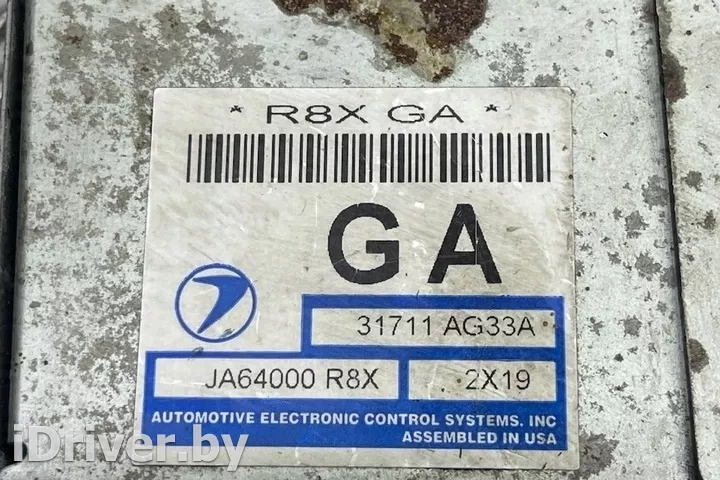 * R8X GA *
GA
31711 AG33A
JA64000 R8X
2X19
AUTOMOTIVE ELECTRONIC CONTROL SYSTEMS. INC
ASSEMBLED IN USA
iDriver.by